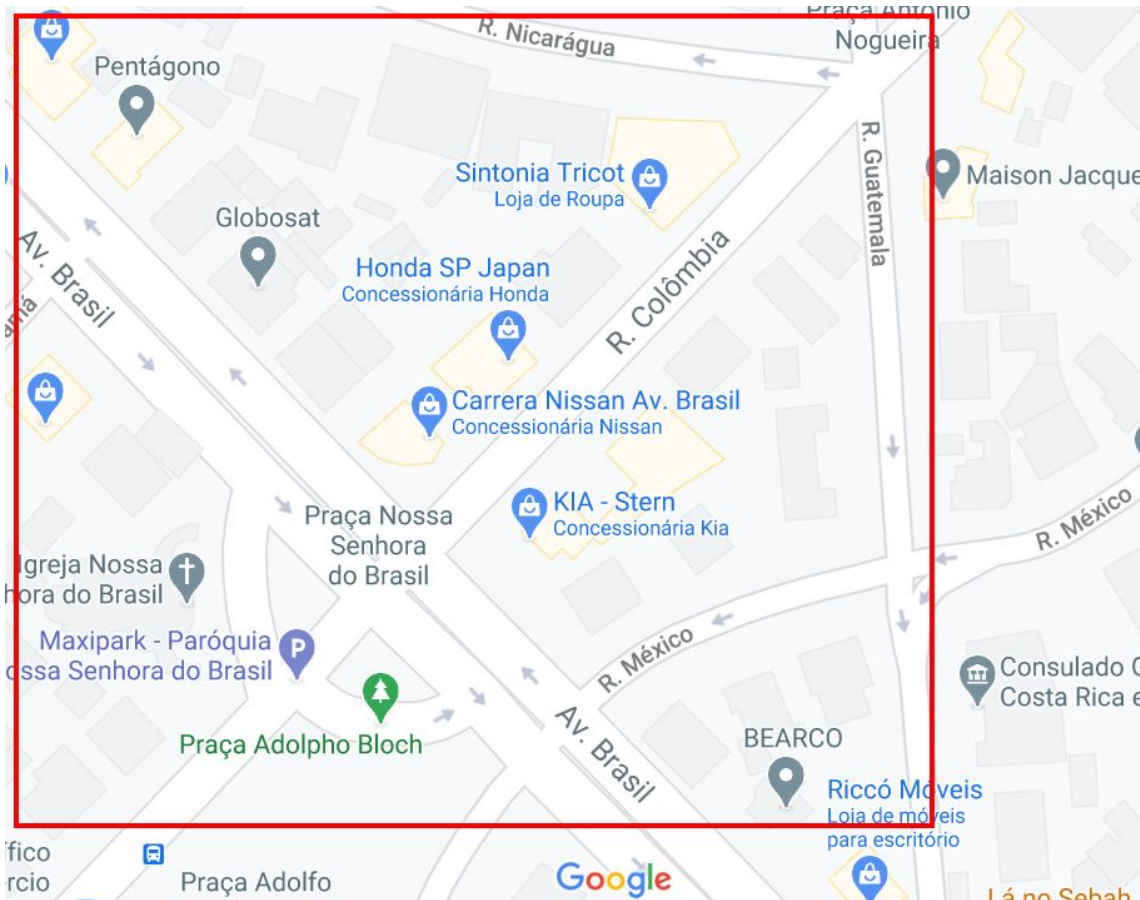 Praça Antônio
Nogueira
R. Nicarágua
Pentágono
R. Guatemala
Sintonia Tricot
Loja de Roupa
Maison Jacque
Globosat
Av. Brasil
Honda SP Japan
Concessionária Honda
R. Colômbia
Carrera Nissan Av. Brasil
Concessionária Nissan
KIA - Stern
Concessionária Kia
Praça Nossa
Senhora
do Brasil
R. México
Igreja Nossa
hora do Brasil
Maxipark - Paróquia
ossa Senhora do Brasil
P
R. México
Consulado
Costa Rica e
Praça Adolpho Bloch
Av. Brasil
BEARCO
Riccó Móveis
Loja de móveis
para escritório
fico
rcio
Praça Adolfo
Google
Lá no Sebah